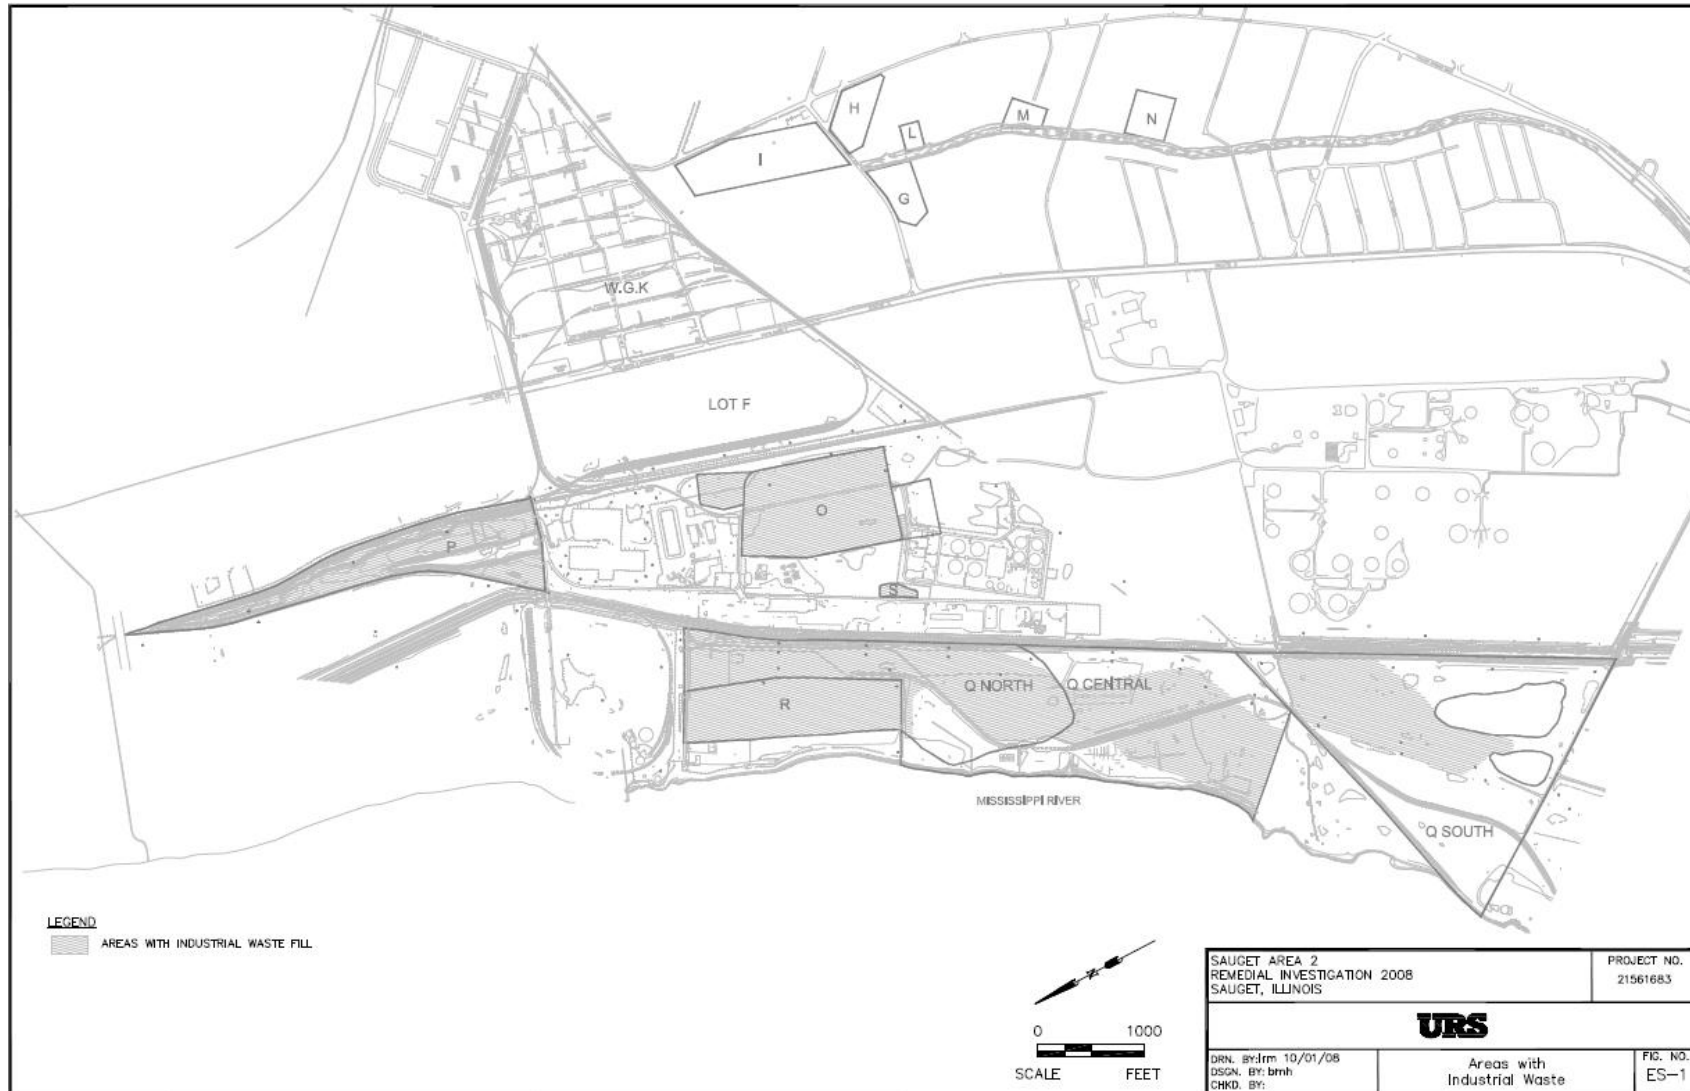 H
L
M
N
I
G
W.G.K
LOT F
O
P
S
Q NORTH
Q CENTRAL
R
MISSISSIPPI RIVER
Q SOUTH
LEGEND
AREAS WITH INDUSTRIAL WASTE FILL
N
0 1000
SCALE FEET
SAUGET AREA 2
REMEDIAL INVESTIGATION 2008
SAUGET, ILLINOIS
PROJECT NO.
21561683
URS
DRN. BY:lrm 10/01/08
DSGN. BY: bmh
CHKD. BY:
Areas with
Industrial Waste
FIG. NO.
ES-1